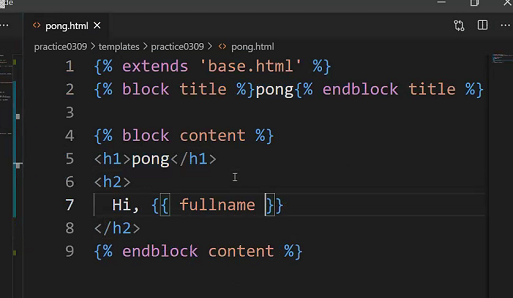 pong.html
practice0309 > templates > practice0309 > pong.html
1 {% extends 'base.html' %}
2 {% block title %}pong{% endblock title %}
3
4 {% block content %}
5 <h1>pong</h1>
6 <h2>
7 Hi, {{ fullname }}
8 </h2>
9 {% endblock content %}